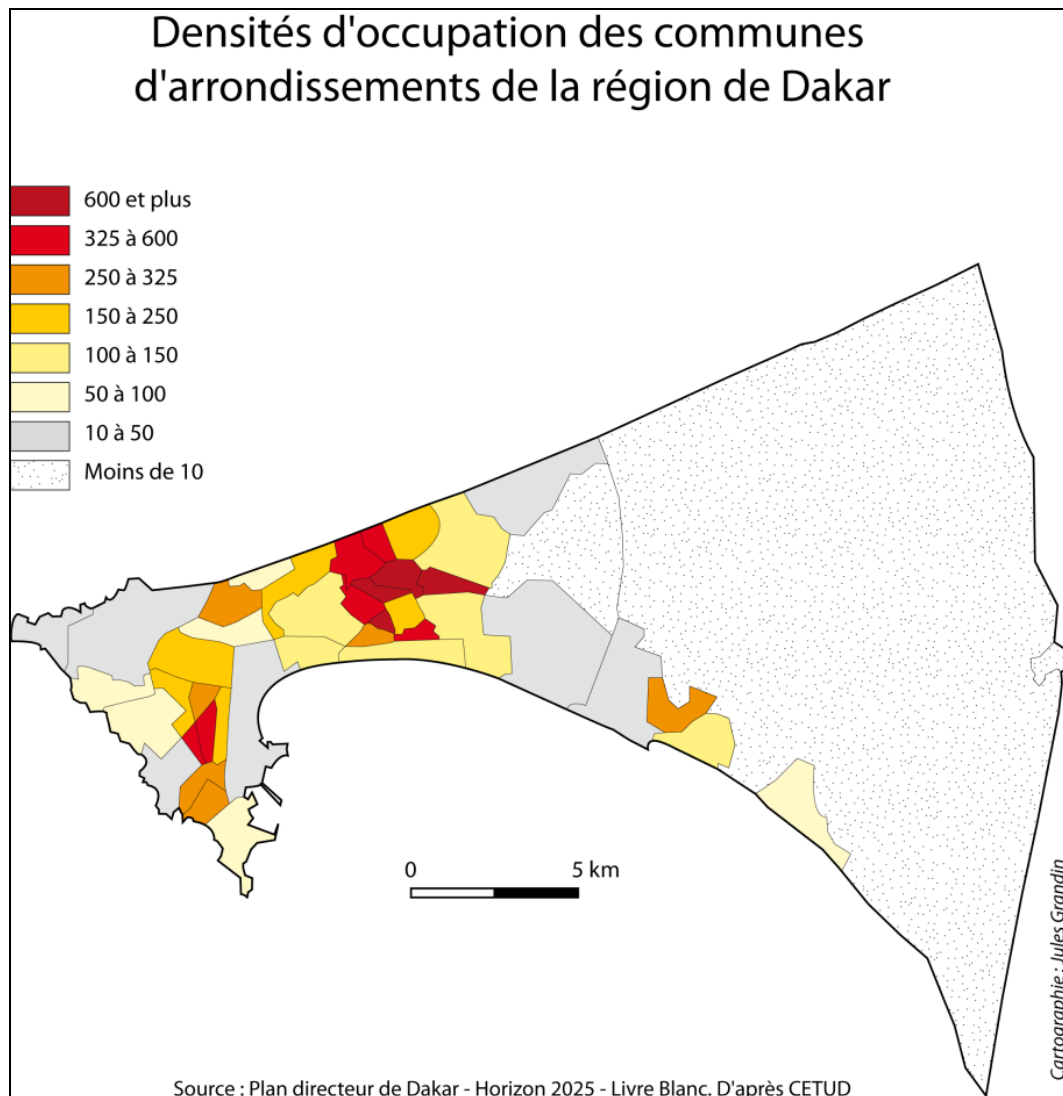 Densités d'occupation des communes
d'arrondissements de la région de Dakar
600 et plus
325 à 600
250 à 325
150 à 250
100 à 150
50 à 100
10 à 50
Moins de 10
0 5 km
Cartographie : Jules Grandin
Source : Plan directeur de Dakar - Horizon 2025 - Livre Blanc. D'après CETUD